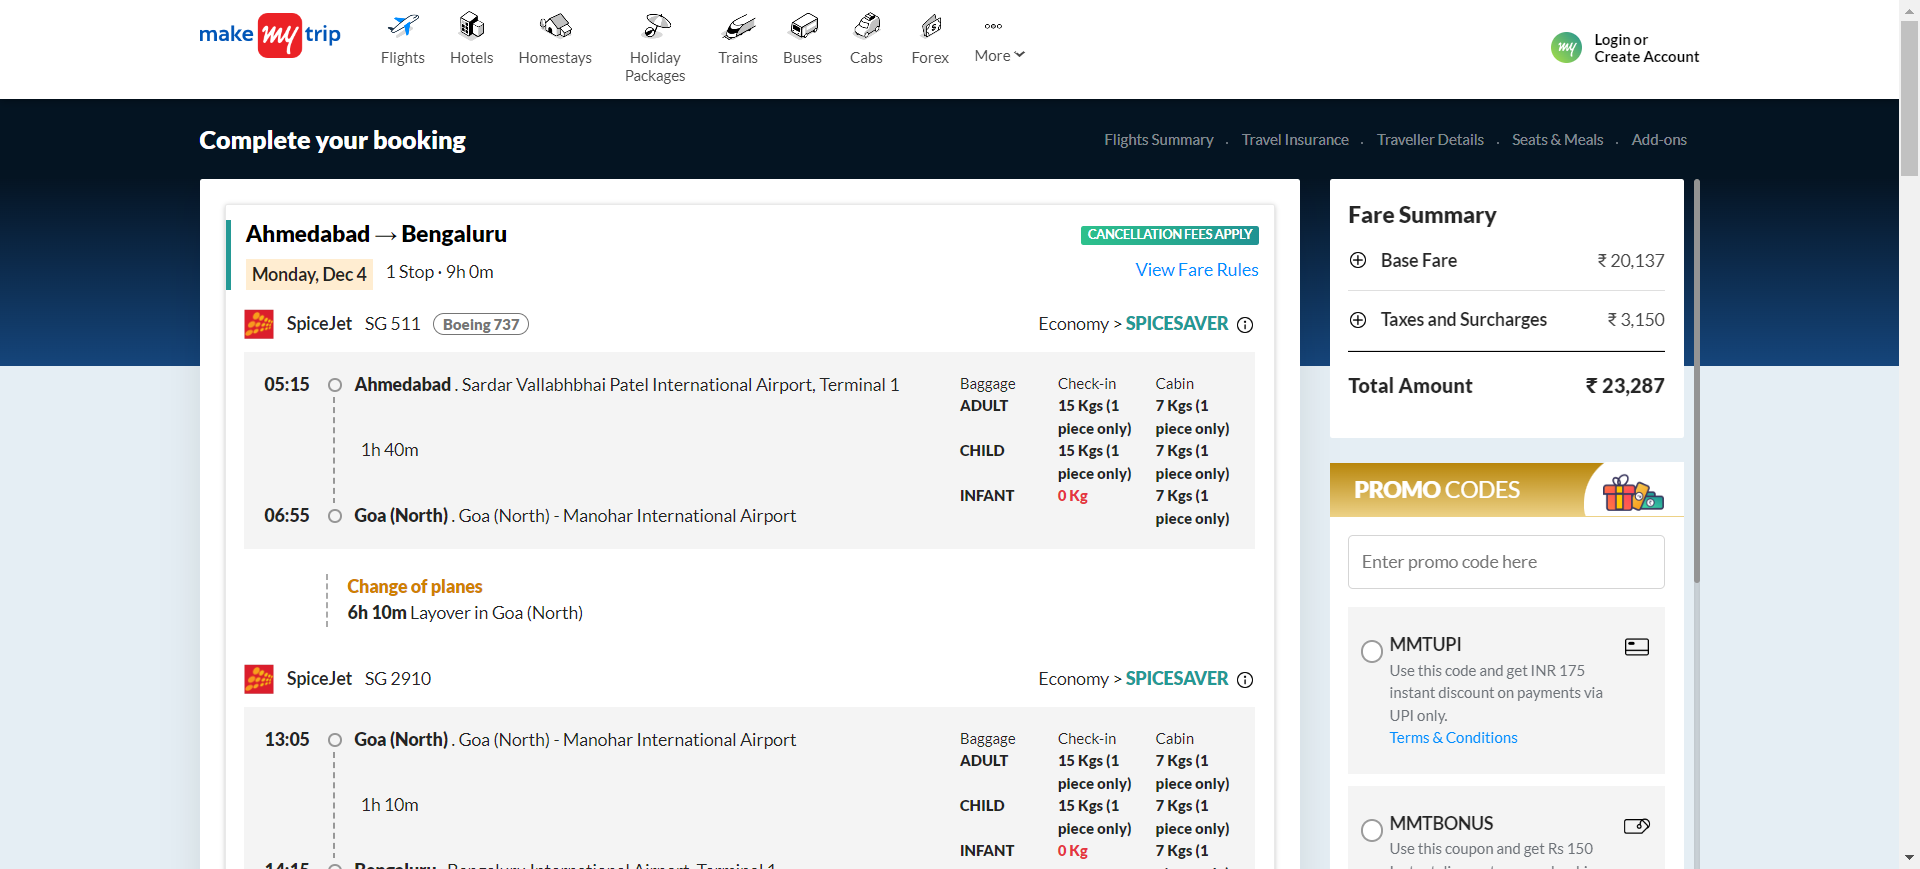 make my trip
Flights
Hotels
Homestays
Holiday
Packages
Trains
Buses
Cabs
Forex
More
my
Login or
Create Account
Complete your booking
Flights Summary . Travel Insurance . Traveller Details . Seats & Meals . Add-ons
Ahmedabad → Bengaluru
CANCELLATION FEES APPLY
Monday, Dec 4 1 Stop · 9h 0m
View Fare Rules
SpiceJet SG 511 Boeing 737
Economy > SPICESAVER
05:15 Ahmedabad . Sardar Vallabhbhai Patel International Airport, Terminal 1
1h 40m
06:55 Goa (North) . Goa (North) - Manohar International Airport
Baggage Check-in Cabin
ADULT 15 Kgs (1 7 Kgs (1
piece only) piece only)
CHILD 15 Kgs (1 7 Kgs (1
piece only) piece only)
INFANT 0 Kg 7 Kgs (1
piece only)
Change of planes
6h 10m Layover in Goa (North)
SpiceJet SG 2910
Economy > SPICESAVER
13:05 Goa (North) . Goa (North) - Manohar International Airport
1h 10m
14:15 Bengaluru . Bengaluru International Airport, Terminal 1
Baggage Check-in Cabin
ADULT 15 Kgs (1 7 Kgs (1
piece only) piece only)
CHILD 15 Kgs (1 7 Kgs (1
piece only) piece only)
INFANT 0 Kg 7 Kgs (1
Fare Summary
Base Fare ₹ 20,137
Taxes and Surcharges ₹ 3,150
Total Amount ₹ 23,287
PROMO CODES
Enter promo code here
MMTUPI
Use this code and get INR 175
instant discount on payments via
UPI only.
Terms & Conditions
MMTBONUS
Use this coupon and get Rs 150